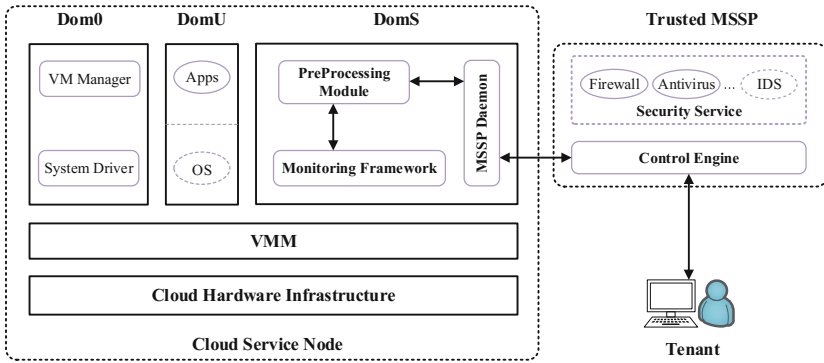 Dom0
DomU
DomS
Trusted MSSP
VM Manager
System Driver
Apps
OS
PreProcessing
Module
Monitoring Framework
MSSP Daemon
Firewall
Antivirus
...
IDS
Security Service
Control Engine
VMM
Cloud Hardware Infrastructure
Cloud Service Node
Tenant